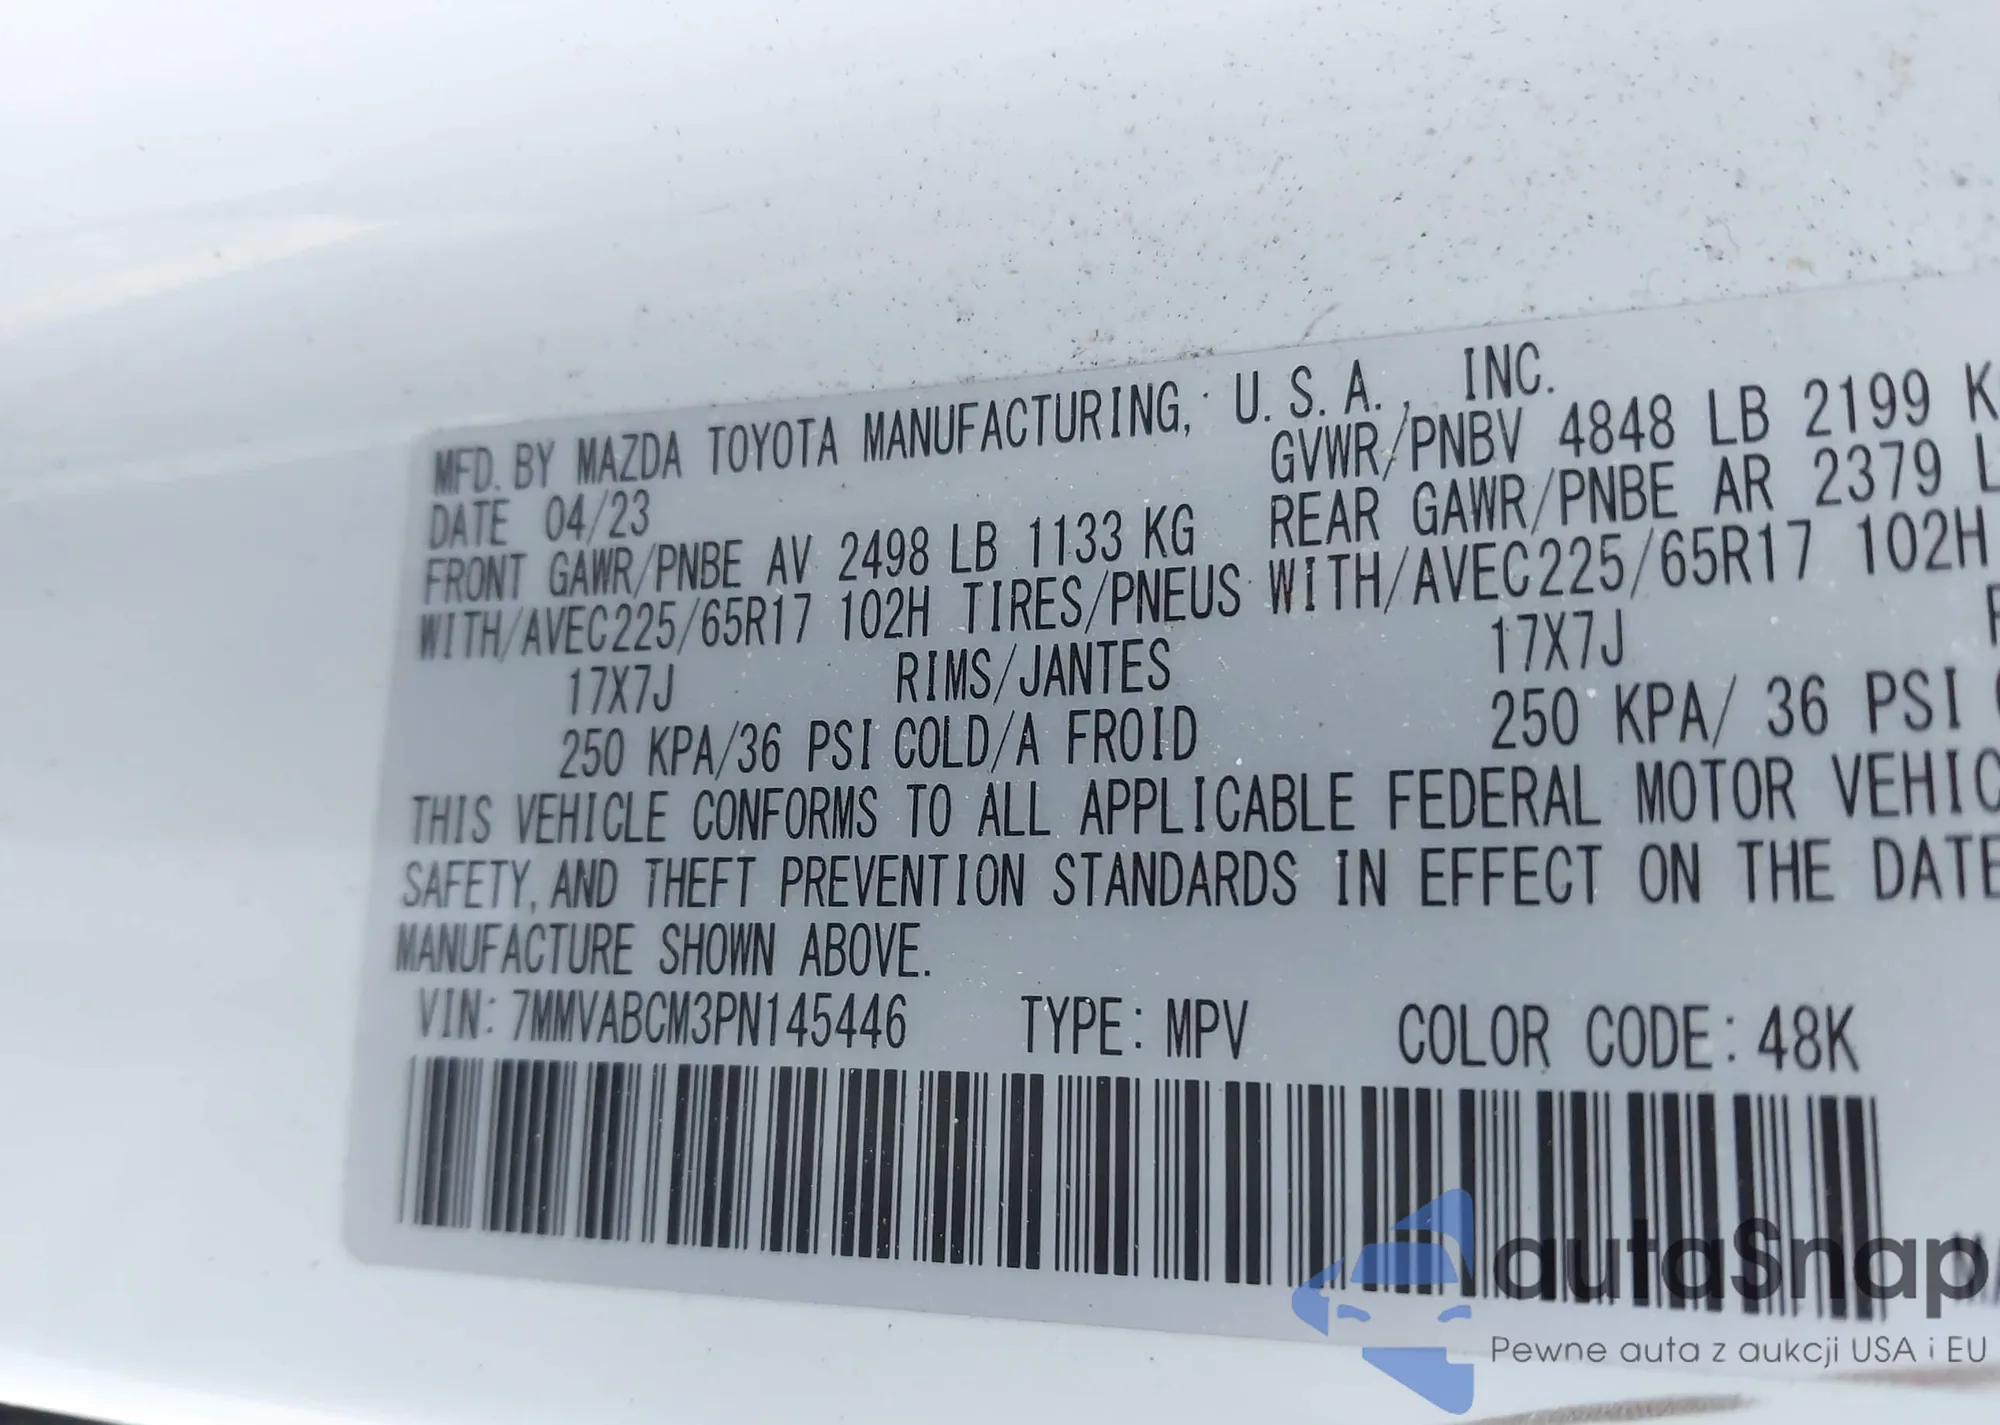 MFD. BY MAZDA TOYOTA MANUFACTURING, U.S.A., INC.
DATE 04/23 GVWR/PNBV 4848 LB 2199
FRONT GAWR/PNBE AV 2498 LB 1133 KG REAR GAWR/PNBE AR 2379
WITH/AVEC225/65R17 102H TIRES/PNEUS WITH/AVEC225/65R17 102H
17X7J RIMS/JANTES 17X7J
250 KPA/36 PSI COLD/A FROID 250 KPA/ 36 PSI
THIS VEHICLE CONFORMS TO ALL APPLICABLE FEDERAL MOTOR VEHIC
SAFETY, AND THEFT PREVENTION STANDARDS IN EFFECT ON THE DATE
MANUFACTURE SHOWN ABOVE.
VIN: 7MMVABCM3PN145446 TYPE: MPV COLOR CODE: 48K
autaSnap
Pewne auta z aukcji USA i EU